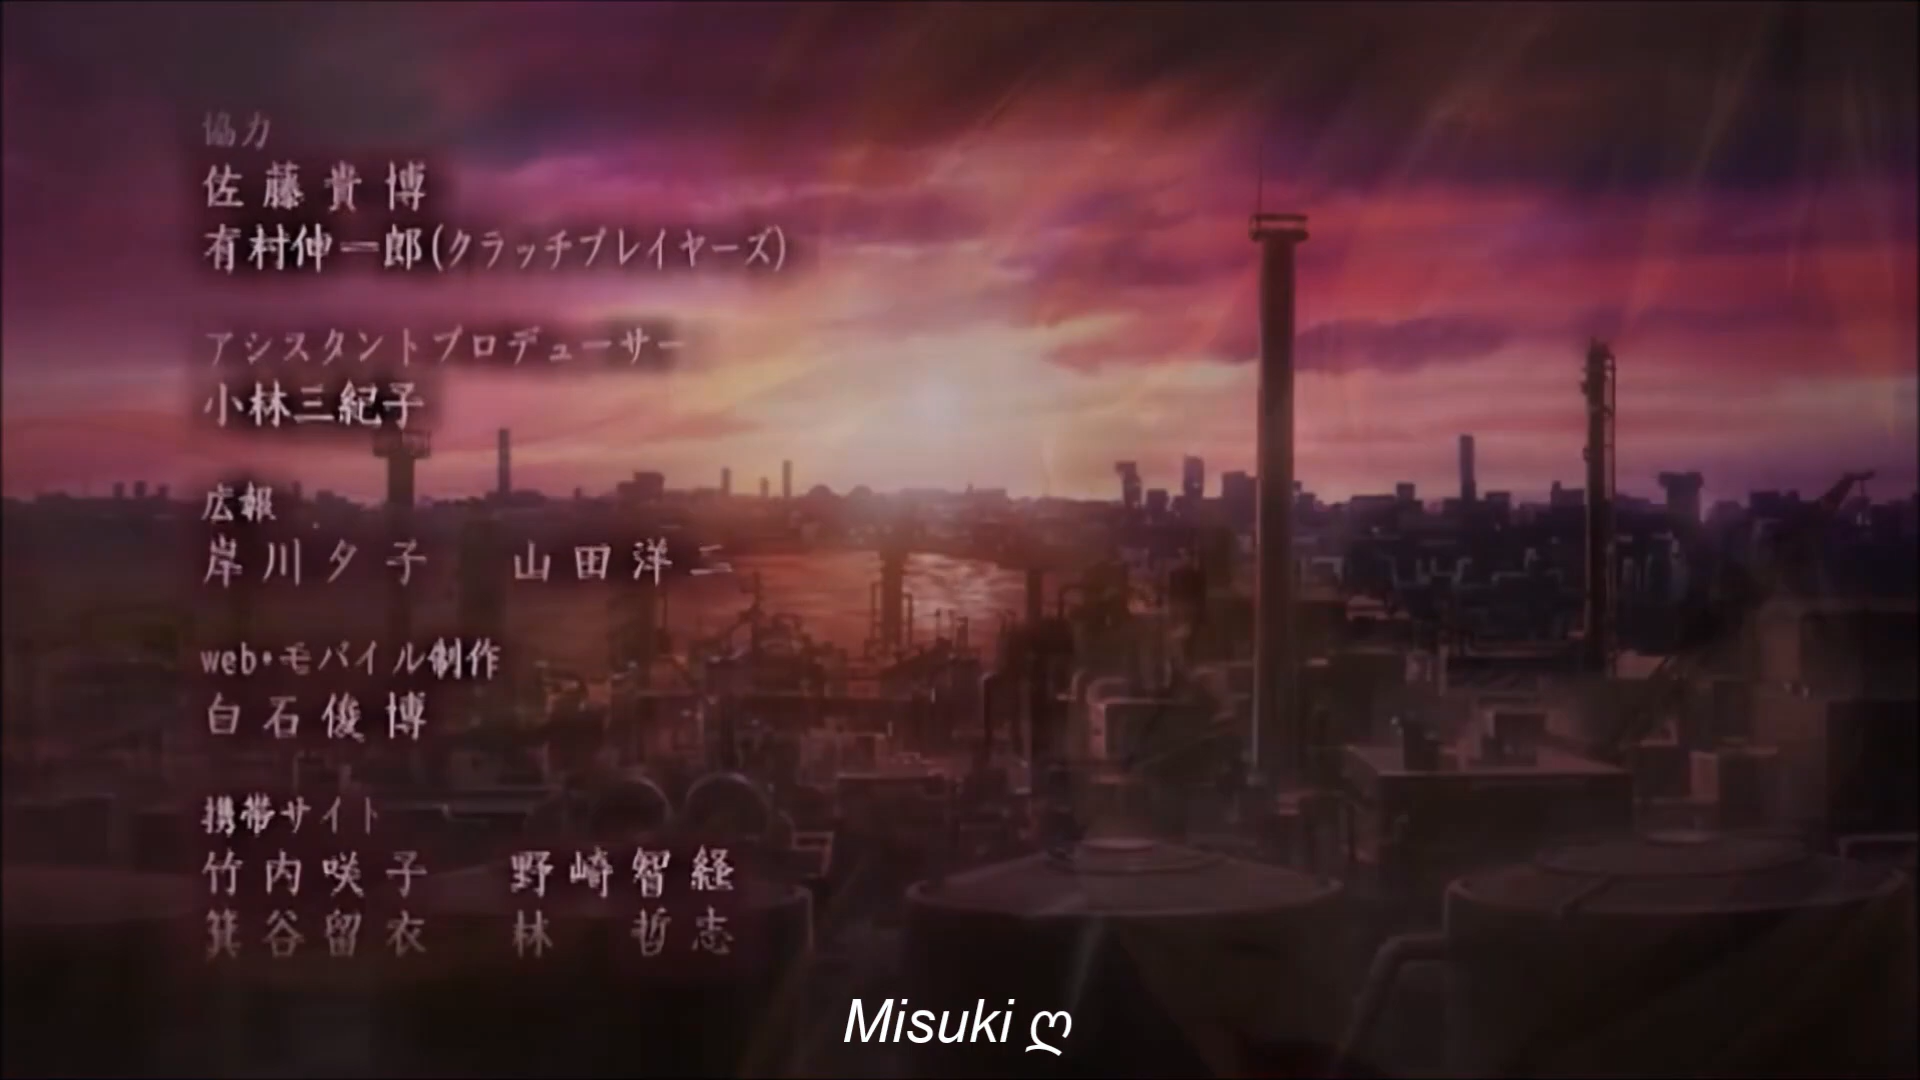 協力
佐藤貴博
有村伸一郎(クラッチプレイヤーズ)
アシスタントプロデューサー
小林三紀子
広報
岸川夕子 山田洋二
web・モバイル制作
白石俊博
携帯サイト
竹内咲子 野崎智経
箕谷留衣 林 哲志
Misuki ღ